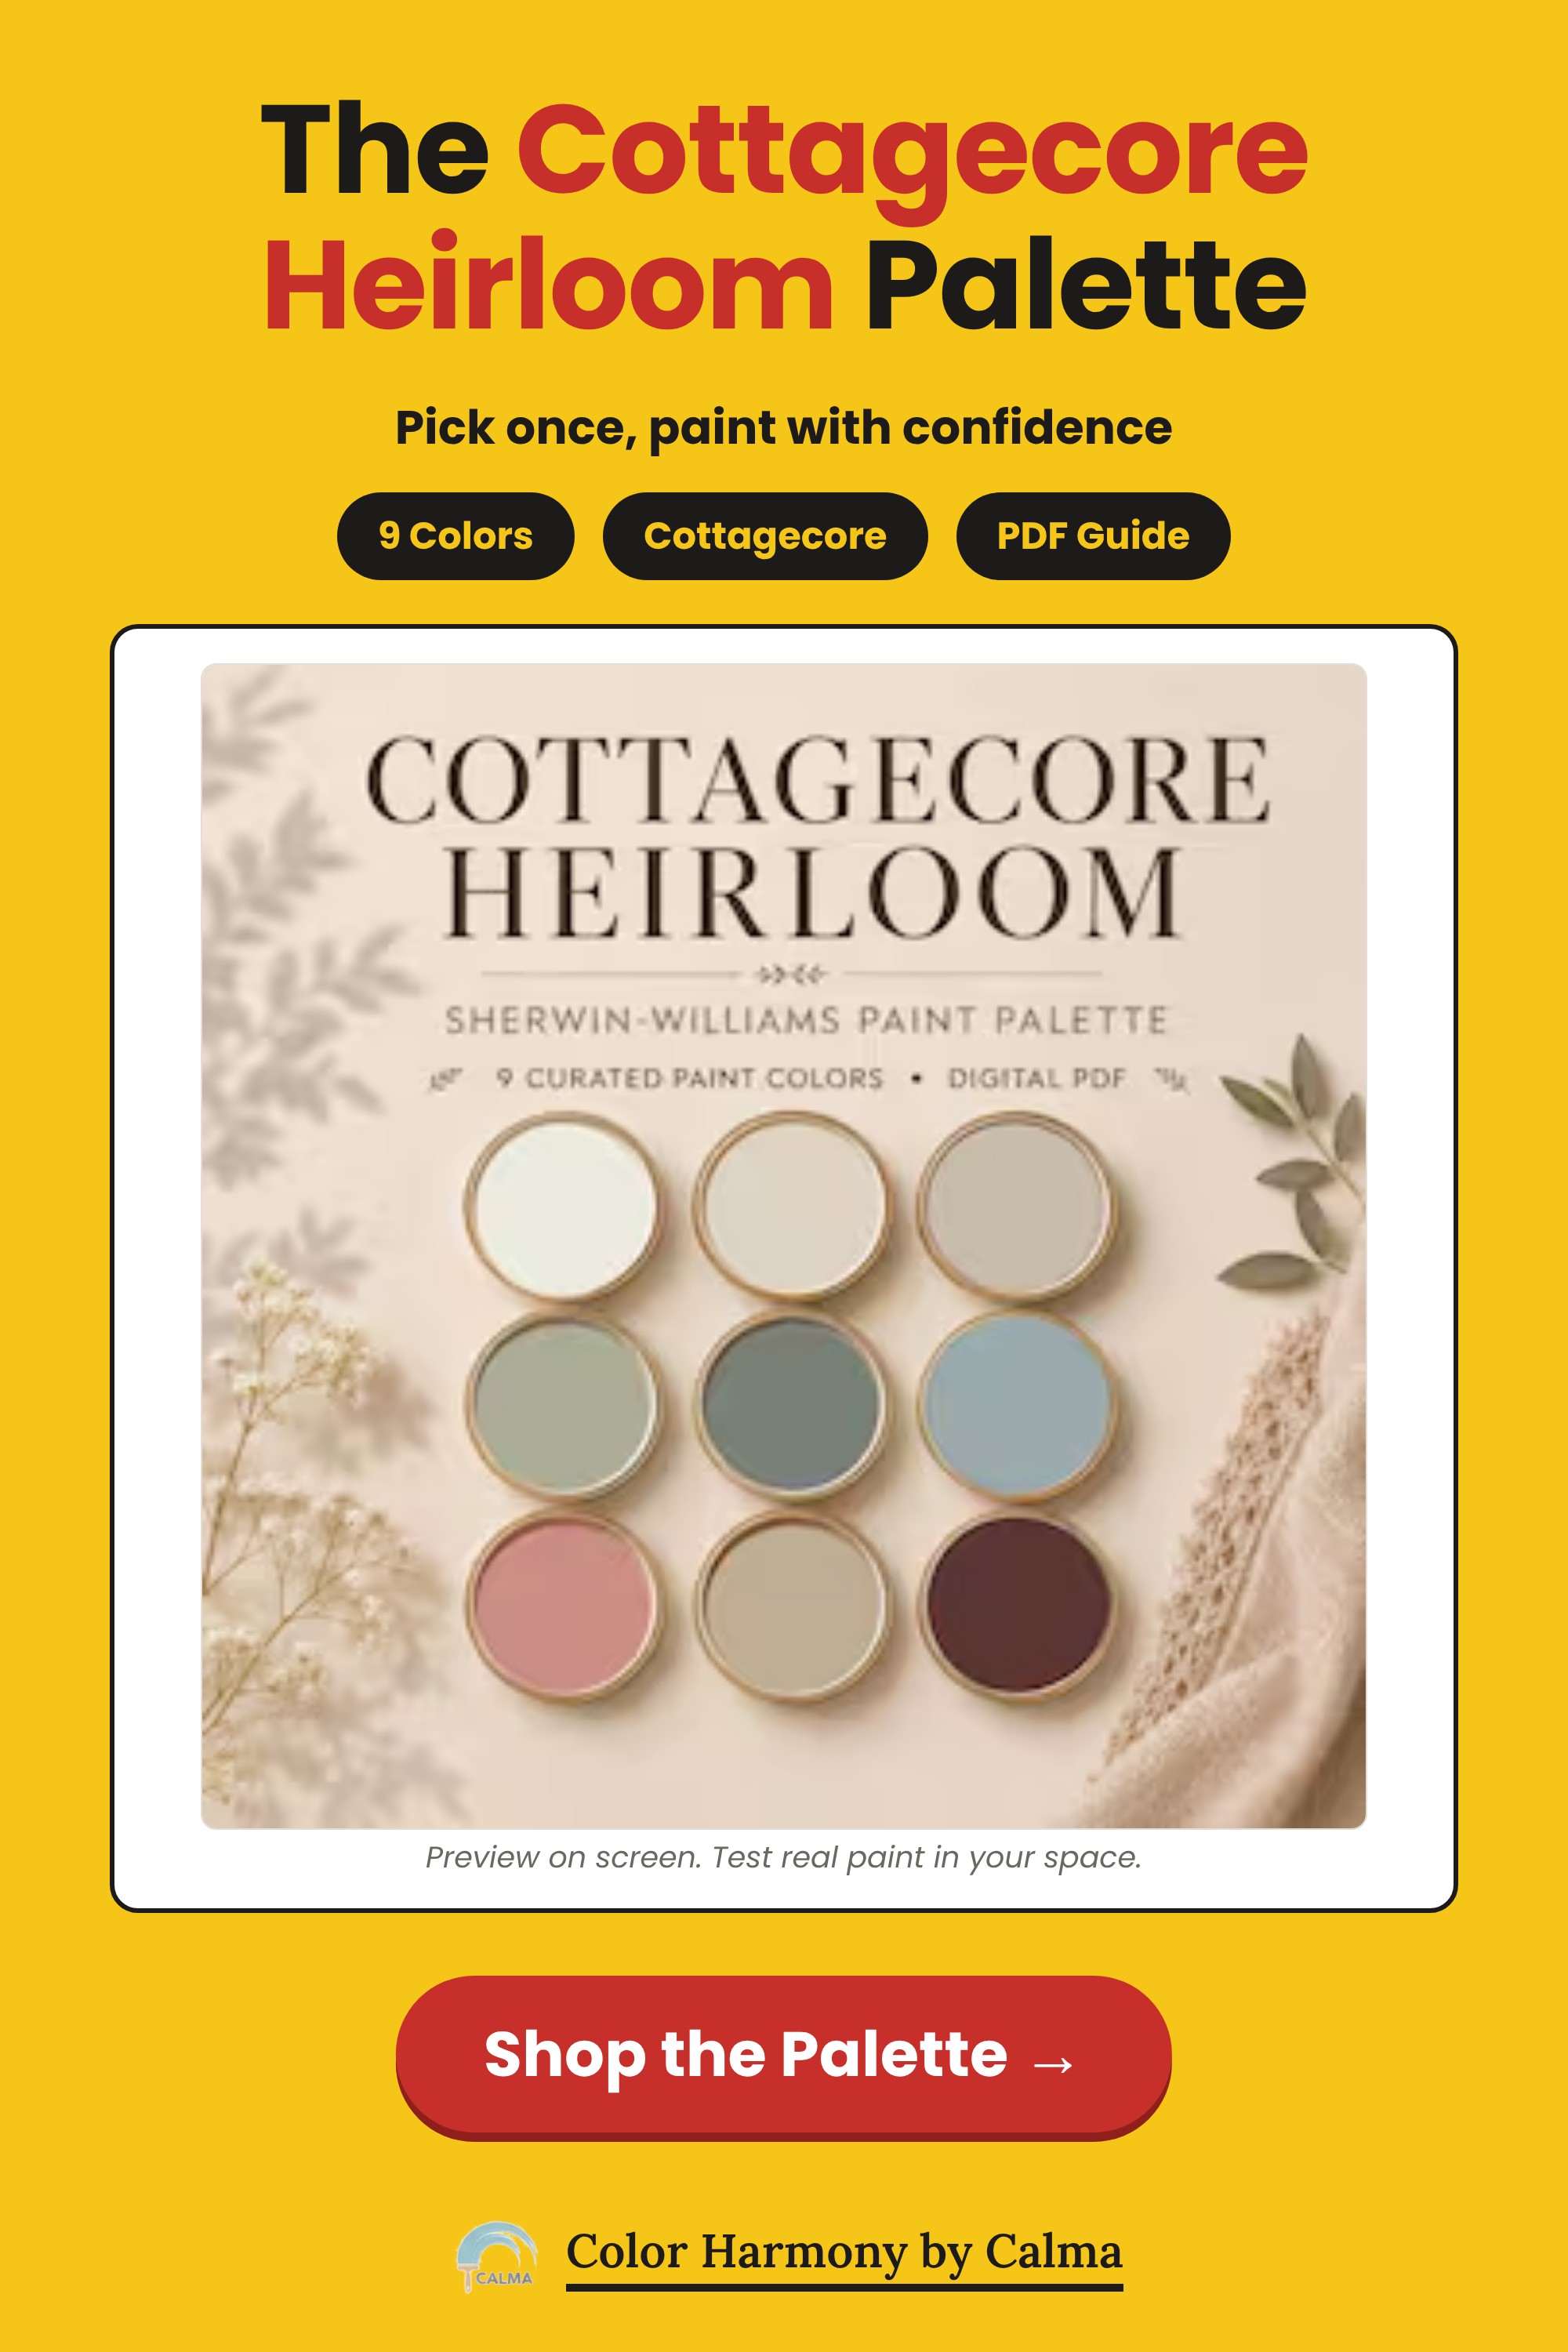 The Cottagecore
Heirloom Palette
Pick once, paint with confidence
9 Colors
Cottagecore
PDF Guide
COTTAGECORE
HEIRLOOM
SHERWIN-WILLIAMS PAINT PALETTE
9 CURATED PAINT COLORS • DIGITAL PDF
Preview on screen. Test real paint in your space.
Shop the Palette →
CALMA
Color Harmony by Calma